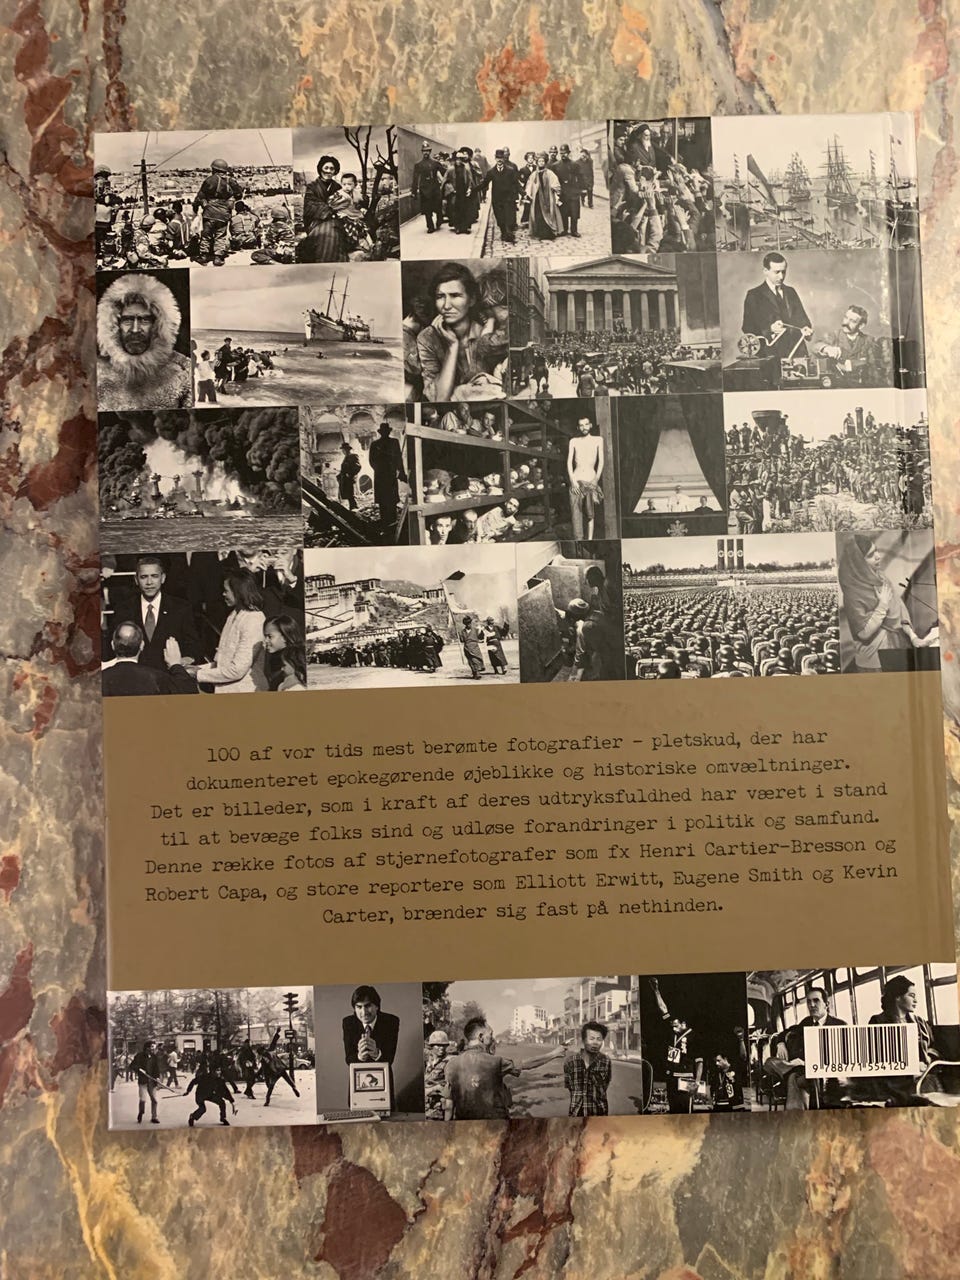 100 af vor tids mest berømte fotografier – pletskud, der har
dokumenteret epokegørende øjeblikke og historiske omvæltninger.
Det er billeder, som i kraft af deres udtryksfuldhed har været i stand
til at bevæge folks sind og udløse forandringer i politik og samfund.
Denne række fotos af stjernefotografer som fx Henri Cartier-Bresson og
Robert Capa, og store reportere som Elliott Erwitt, Eugene Smith og Kevin
Carter, brænder sig fast på nethinden.
9 788771 554120